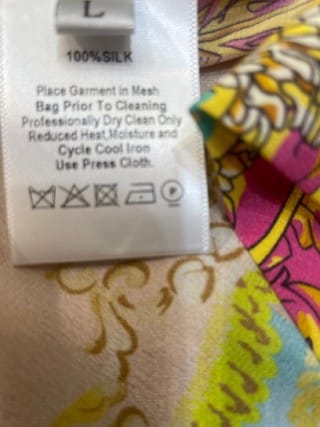 L
100%SILK
Place Garment in Mesh
Bag Prior To Cleaning
Professionally Dry Clean Only
Reduced Heat,Moisture and
Cycle Cool Iron
Use Press Cloth.
P